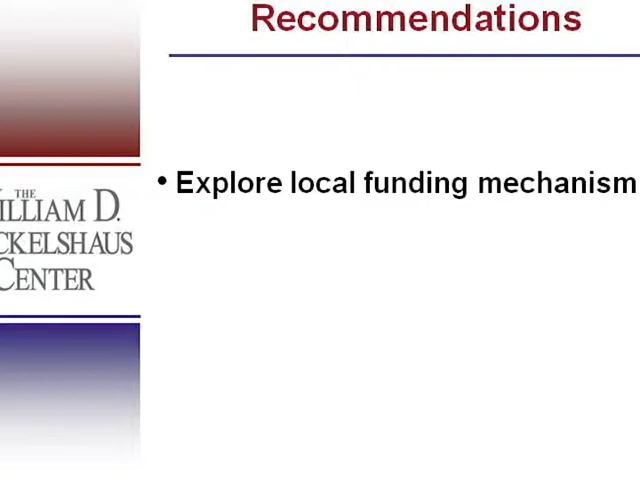 Recommendations
• Explore local funding mechanism
THE
ILLIAM D.
CKELSHAUS
CENTER